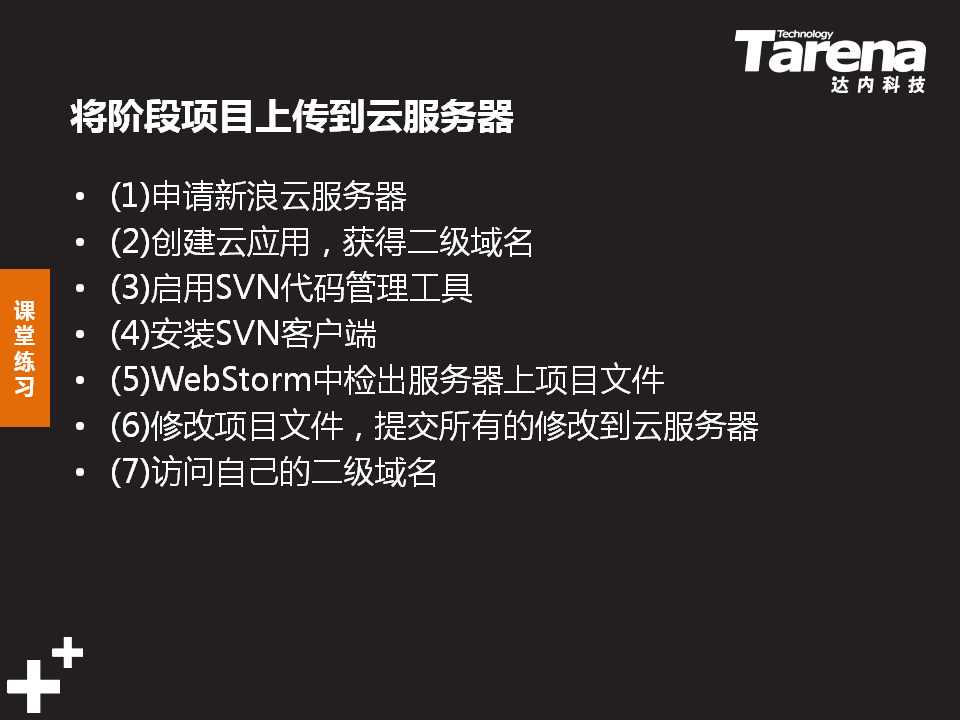 Technology
Tarena
达内科技
将阶段项目上传到云服务器
• (1)申请新浪云服务器
• (2)创建云应用，获得二级域名
• (3)启用SVN代码管理工具
• (4)安装SVN客户端
• (5)WebStorm中检出服务器上项目文件
• (6)修改项目文件，提交所有的修改到云服务器
• (7)访问自己的二级域名
课堂练习